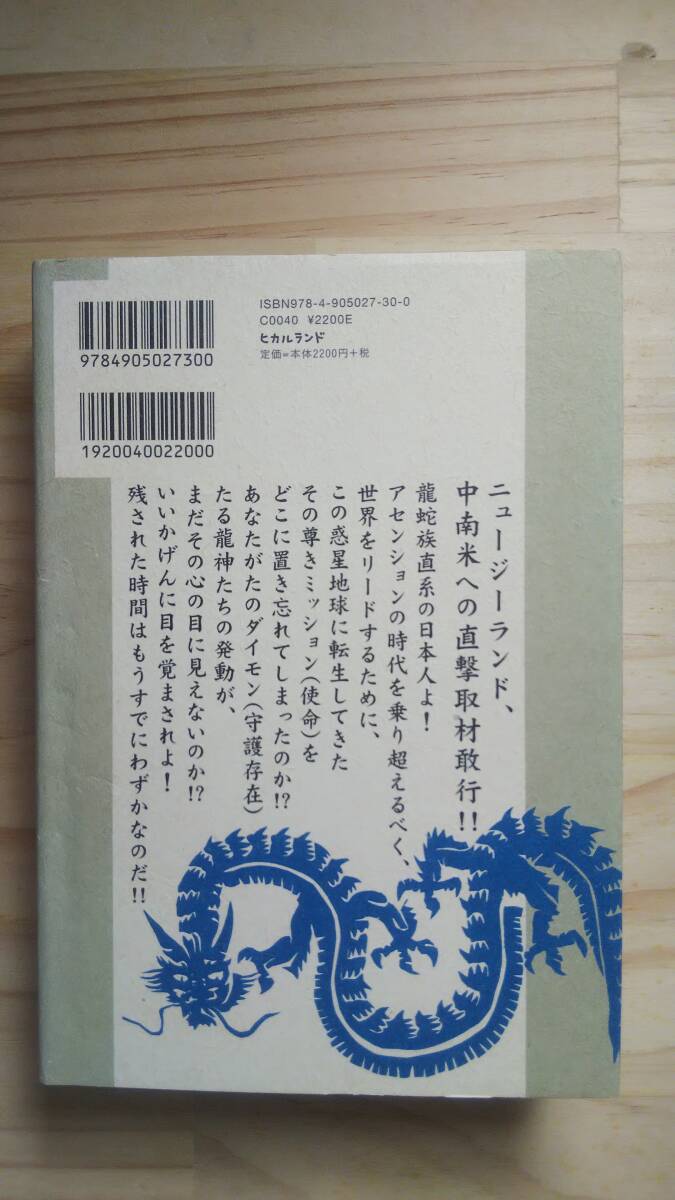 ISBN978-4-905027-30-0
C0040 ¥2200E
ヒカルランド
定価=本体2200円+税
9784905027300
1920040022000
ニュージーランド、
中南米への直撃取材敢行!!
龍蛇族直系の日本人よ!
アセンションの時代を乗り超えるべく、
世界をリードするために、
この惑星地球に転生してきた
その尊きミッション(使命)を
どこに置き忘れてしまったのか!?
あなたがたのダイモン(守護存在)
たる龍神たちの発動が、
まだその心の目に見えないのか!?
いいかげんに目を覚まされよ!
残された時間はもうすでにわずかなのだ!!